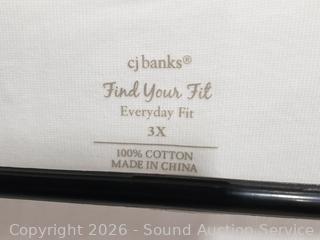 cj banks®
Find Your Fit
Everyday Fit
3X
100% COTTON
MADE IN CHINA
Copyright 2026 - Sound Auction Service